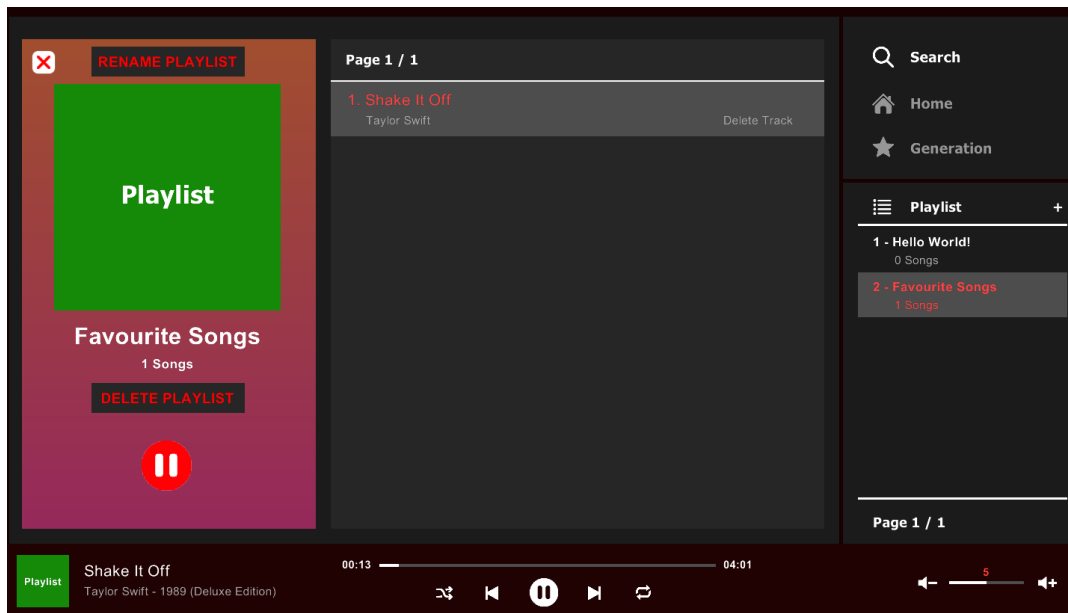 RENAME PLAYLIST
Playlist
Favourite Songs
1 Songs
DELETE PLAYLIST
Page 1 / 1
1. Shake It Off
Taylor Swift
Delete Track
Search
Home
Generation
Playlist +
1 - Hello World!
0 Songs
2 - Favourite Songs
1 Songs
Page 1 / 1
Playlist
Shake It Off
Taylor Swift - 1989 (Deluxe Edition)
00:13
04:01
5